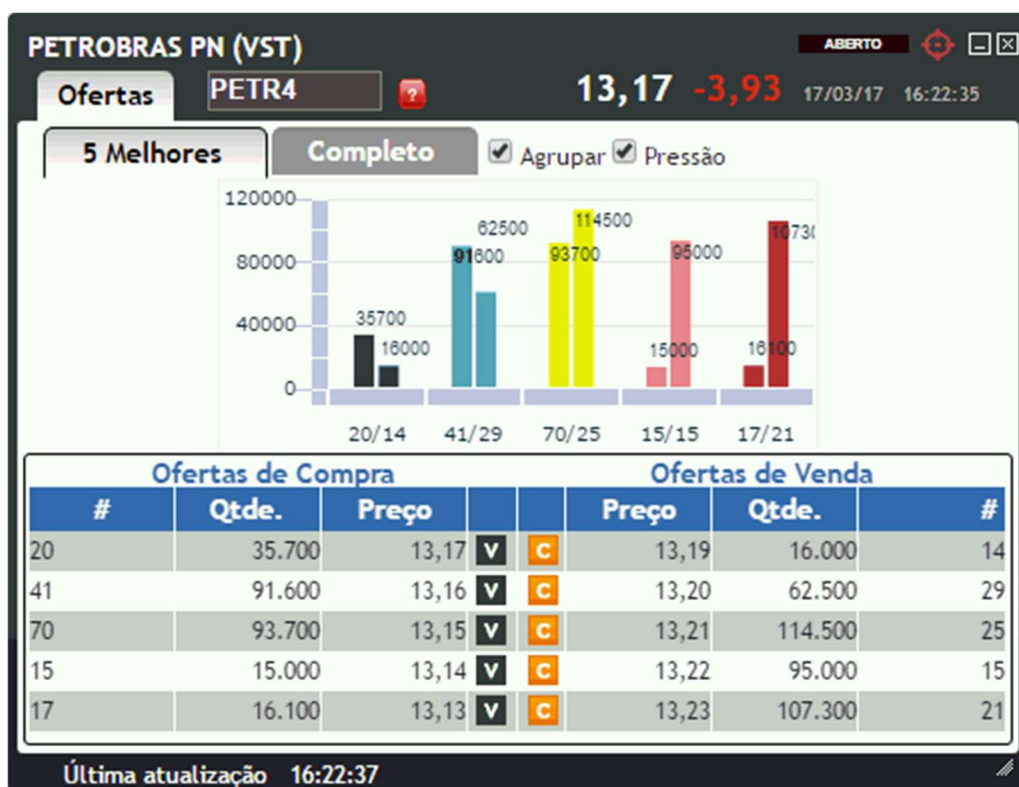 PETROBRAS PN (VST) ABERTO
Ofertas PETR4 ? 13,17 -3,93 17/03/17 16:22:35
5 Melhores Completo Agrupar Pressão
120000
80000
40000
0
35700 16000 91600 62500 93700 114500 15000 95000 16100 10730
20/14 41/29 70/25 15/15 17/21
Ofertas de Compra Ofertas de Venda
# Qtde. Preço Preço Qtde. #
20 35.700 13,17 V C 13,19 16.000 14
41 91.600 13,16 V C 13,20 62.500 29
70 93.700 13,15 V C 13,21 114.500 25
15 15.000 13,14 V C 13,22 95.000 15
17 16.100 13,13 V C 13,23 107.300 21
Última atualização 16:22:37